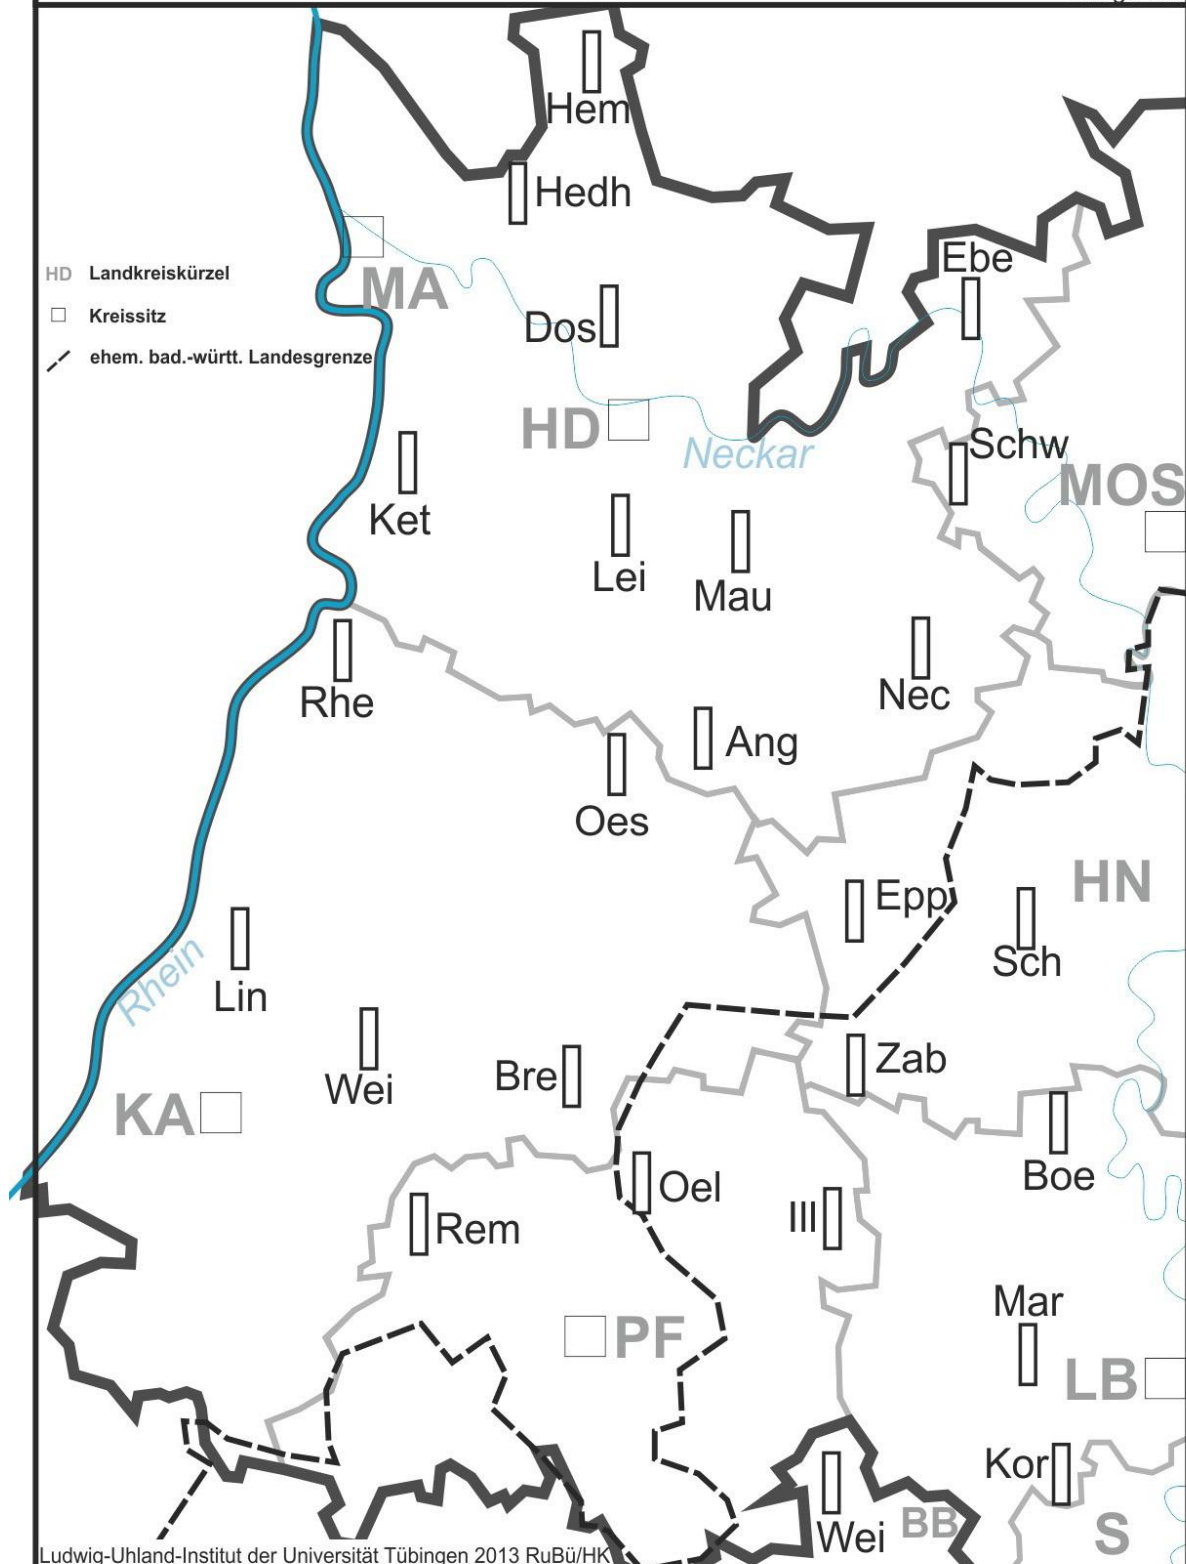 Hem
Hedh
HD Landkreiskürzel
Kreissitz
ehem. bad.-württ. Landesgrenze
MA
Ebe
Dos
HD
Neckar
Schw
MOS
Ket
Lei
Mau
Rhe
Nec
Ang
Oes
Epp
HN
Sch
Rhein
Lin
Wei
Bre
Zab
KA
Boe
Oel
Rem
Ill
Mar
PF
LB
Kor
Wei
BB
S
Ludwig-Uhland-Institut der Universität Tübingen 2013 RuBü/HK